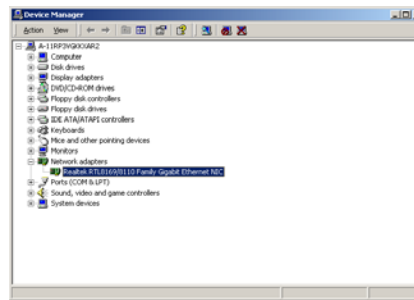 Device Manager
Action View
A-11RP3VGKXXAR2
Computer
Disk drives
Display adapters
DVD/CD-ROM drives
Floppy disk controllers
Floppy disk drives
IDE ATA/ATAPI controllers
Keyboards
Mice and other pointing devices
Monitors
Network adapters
Realtek RTL8169/8110 Family Gigabit Ethernet NIC
Ports (COM & LPT)
Sound, video and game controllers
System devices